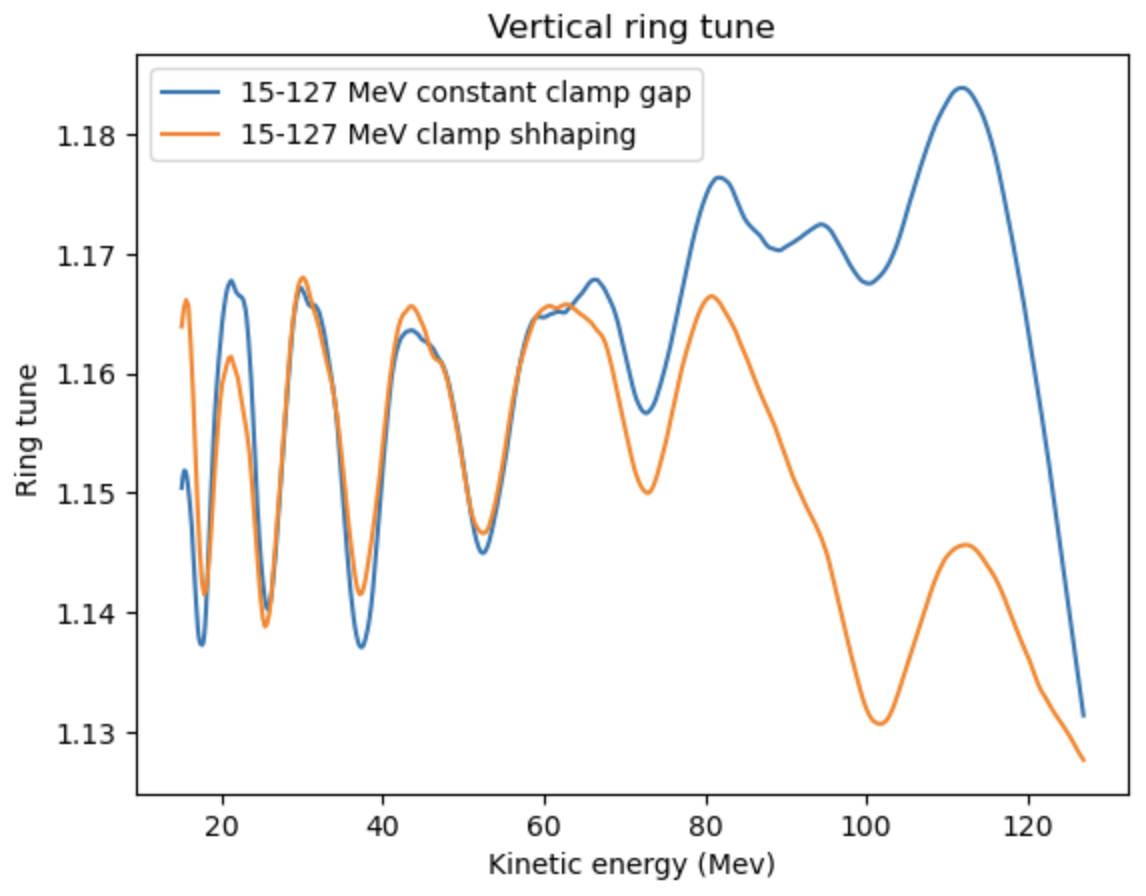 Vertical ring tune
15-127 MeV constant clamp gap
15-127 MeV clamp shhaping
1.18
1.17
1.16
1.15
1.14
1.13
Ring tune
20 40 60 80 100 120
Kinetic energy (Mev)